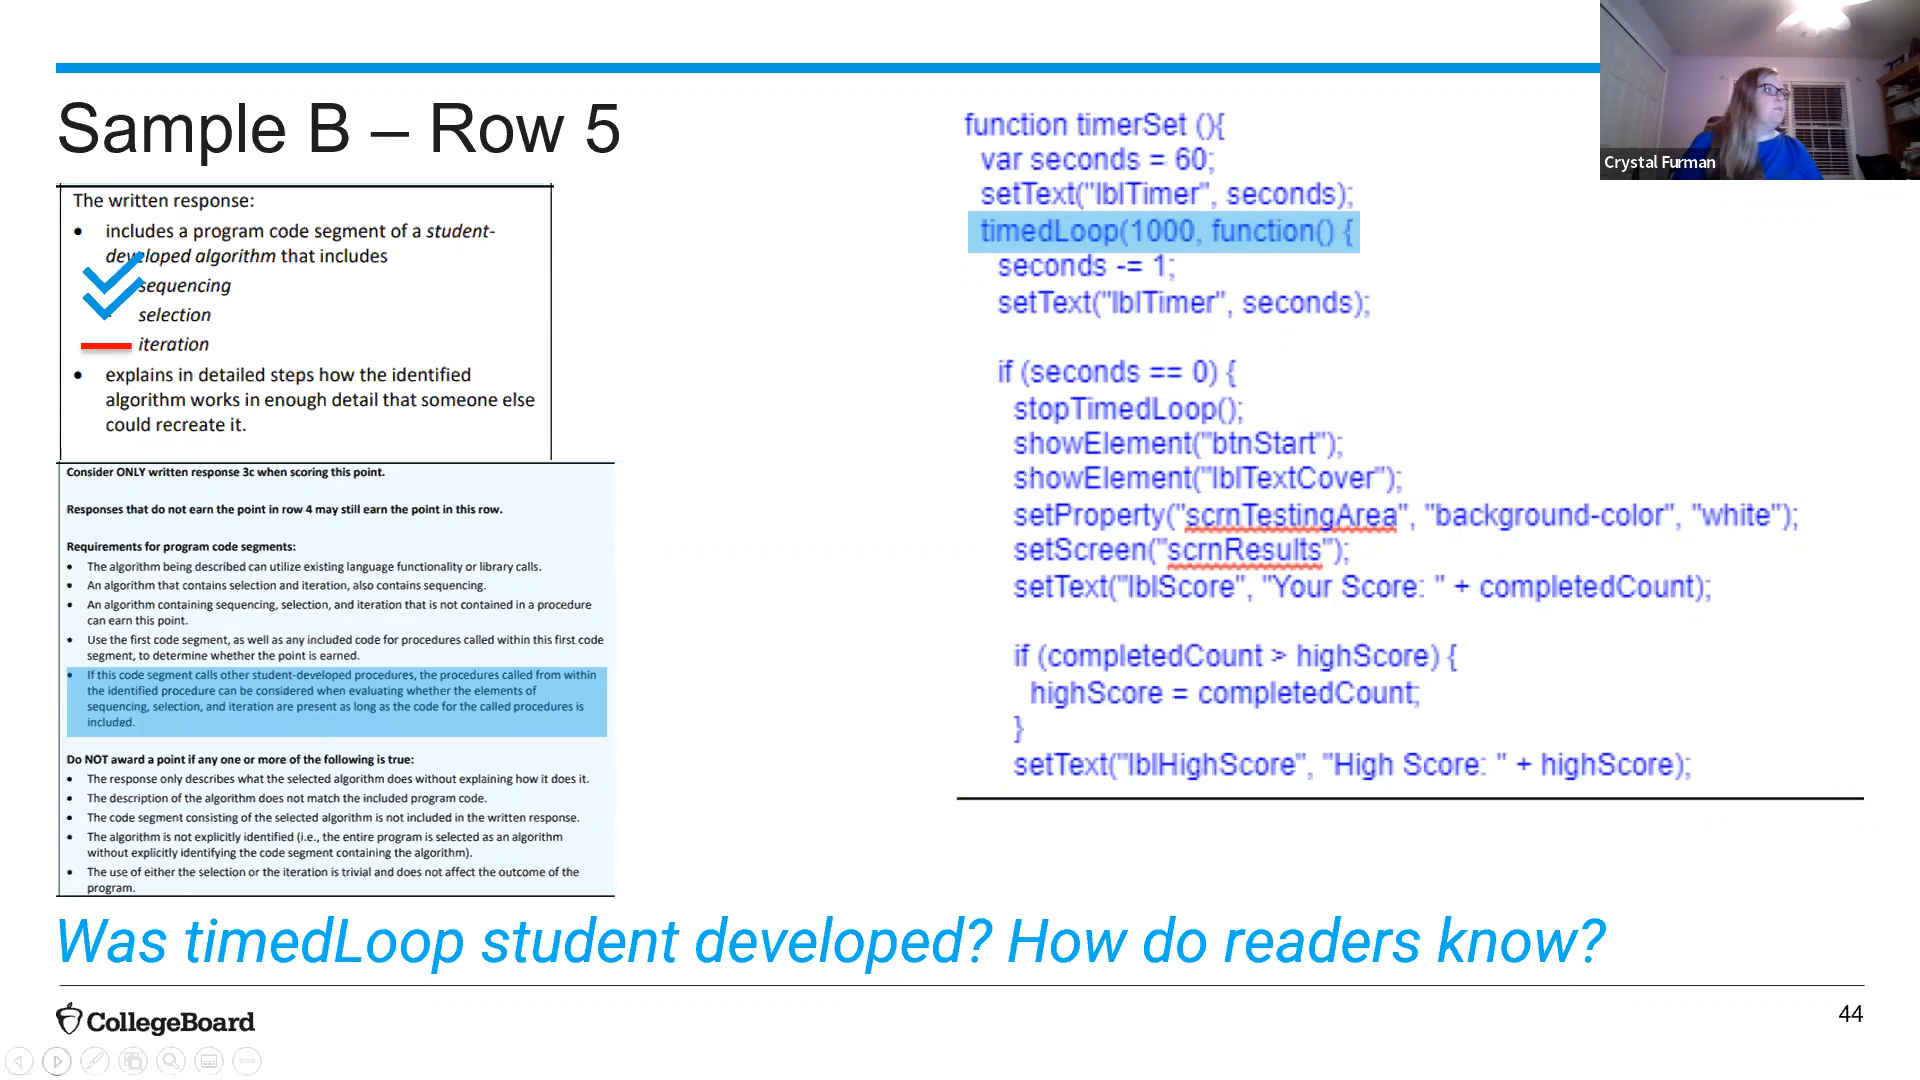 Sample B – Row 5
The written response:
• includes a program code segment of a student-
developed algorithm that includes
sequencing
selection
iteration
• explains in detailed steps how the identified
algorithm works in enough detail that someone else
could recreate it.
Consider ONLY written response 3c when scoring this point.
Responses that do not earn the point in row 4 may still earn the point in this row.
Requirements for program code segments:
• The algorithm being described can utilize existing language functionality or library calls.
• An algorithm that contains selection and iteration, also contains sequencing.
• An algorithm containing sequencing, selection, and iteration that is not contained in a procedure
can earn this point.
• Use the first code segment, as well as any included code for procedures called within this first code
segment, to determine whether the point is earned.
• If this code segment calls other student-developed procedures, the procedures called from within
the identified procedure can be considered when evaluating whether the elements of
sequencing, selection, and iteration are present as long as the code for the called procedures is
included.
Do NOT award a point if any one or more of the following is true:
• The response only describes what the selected algorithm does without explaining how it does it.
• The description of the algorithm does not match the included program code.
• The code segment consisting of the selected algorithm is not included in the written response.
• The algorithm is not explicitly identified (i.e., the entire program is selected as an algorithm
without explicitly identifying the code segment containing the algorithm).
• The use of either the selection or the iteration is trivial and does not affect the outcome of the
program.
function timerSet (){
var seconds = 60;
setText("lblTimer", seconds);
timedLoop(1000, function() {
seconds -= 1;
setText("lblTimer", seconds);
if (seconds == 0) {
stopTimedLoop();
showElement("btnStart");
showElement("lblTextCover");
setProperty("scrnTestingArea", "background-color", "white");
setScreen("scrnResults");
setText("lblScore", "Your Score: " + completedCount);
if (completedCount > highScore) {
highScore = completedCount;
}
setText("lblHighScore", "High Score: " + highScore);
Crystal Furman
Was timedLoop student developed? How do readers know?
CollegeBoard
44